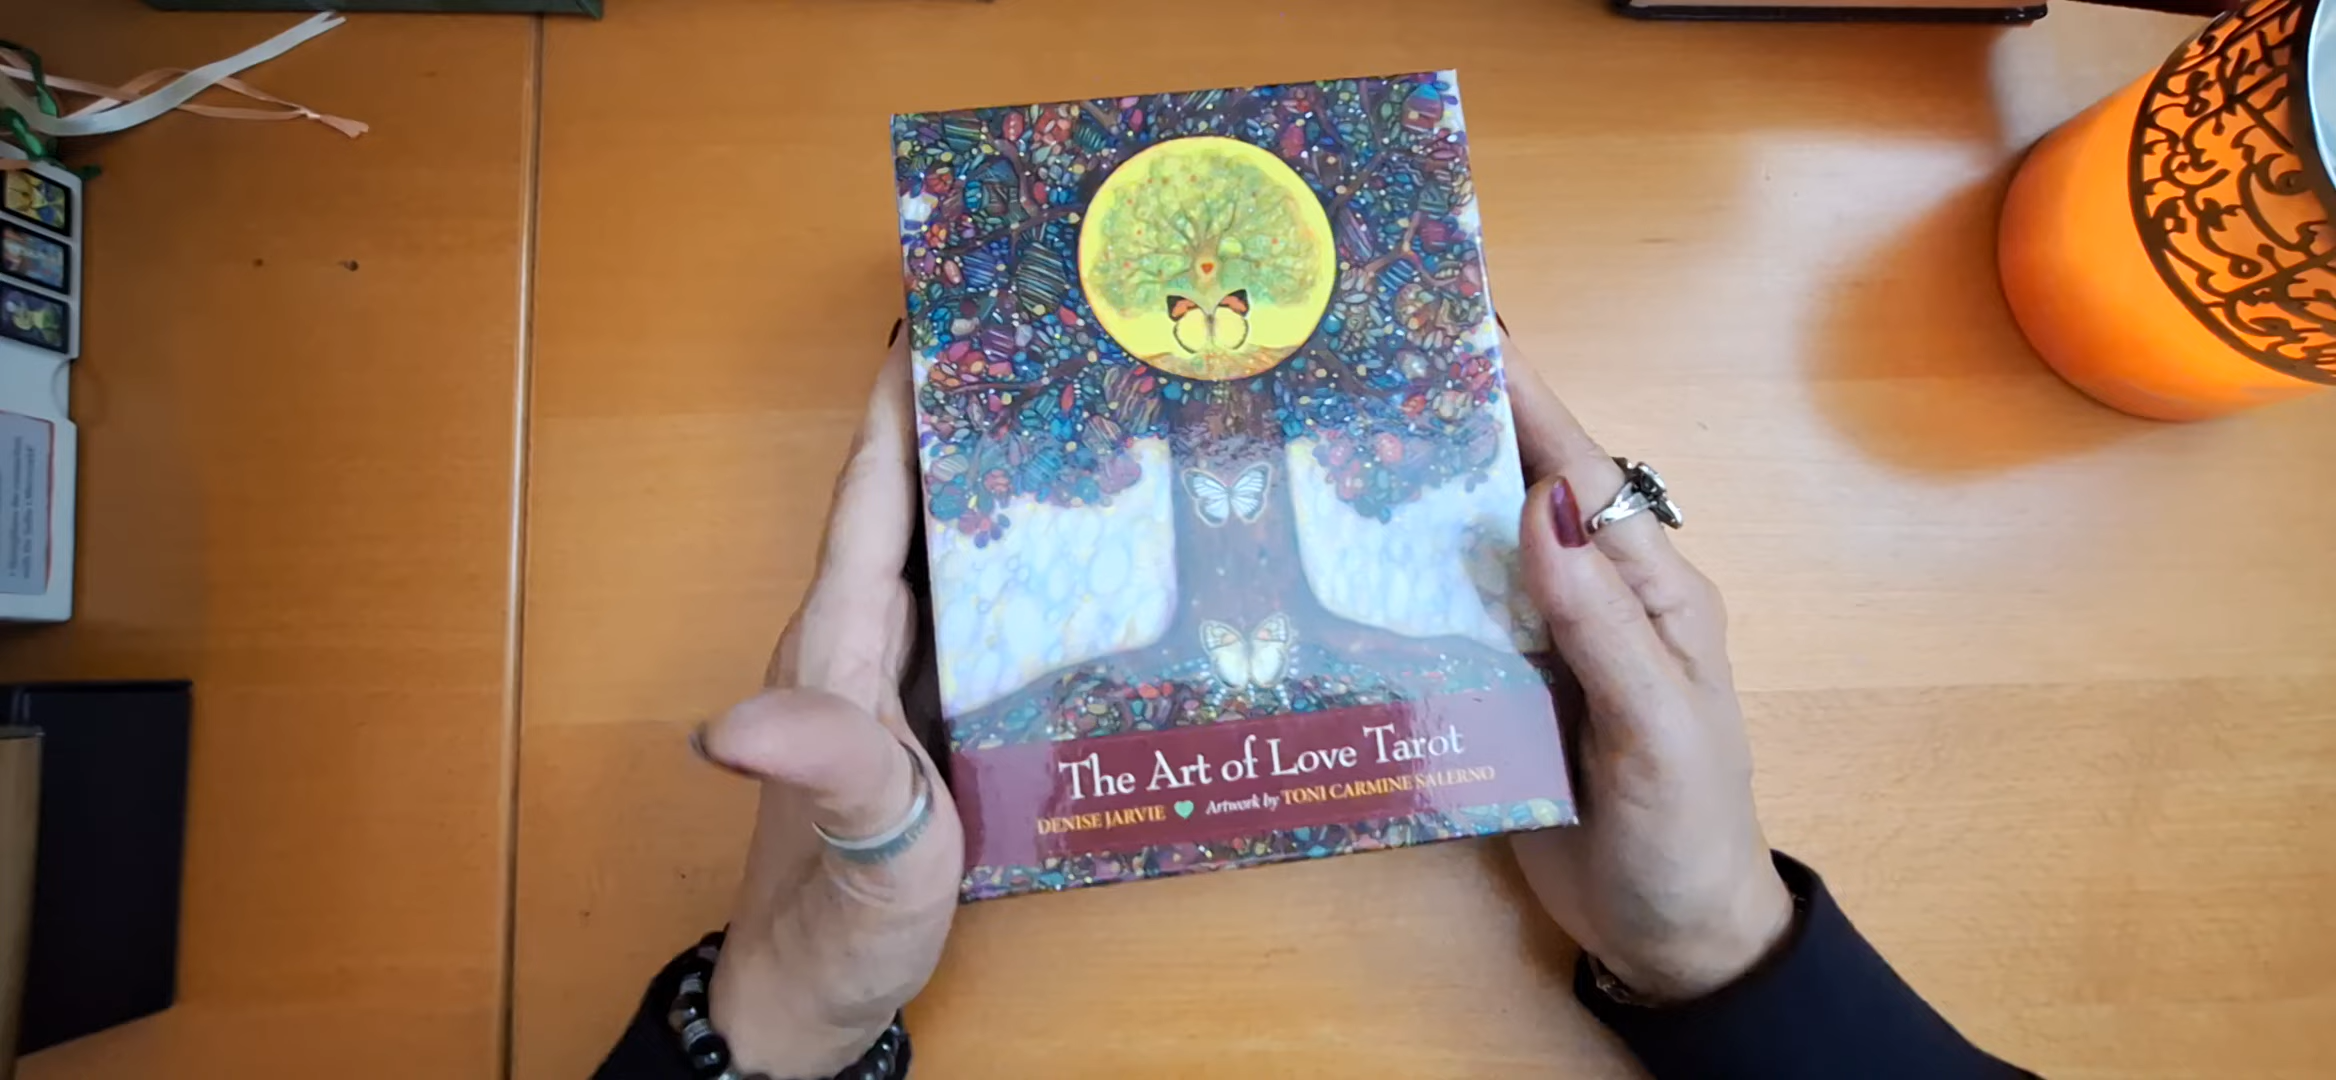 The Art of Love Tarot
DENISE JARVIE Artwork by TONI CARMINE SALERNO